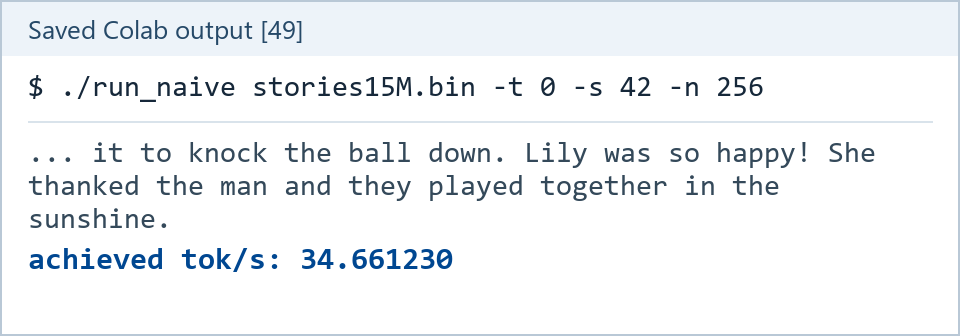 Saved Colab output [49]
$ ./run_naive stories15M.bin -t 0 -s 42 -n 256
... it to knock the ball down. Lily was so happy! She
thanked the man and they played together in the
sunshine.
achieved tok/s: 34.661230